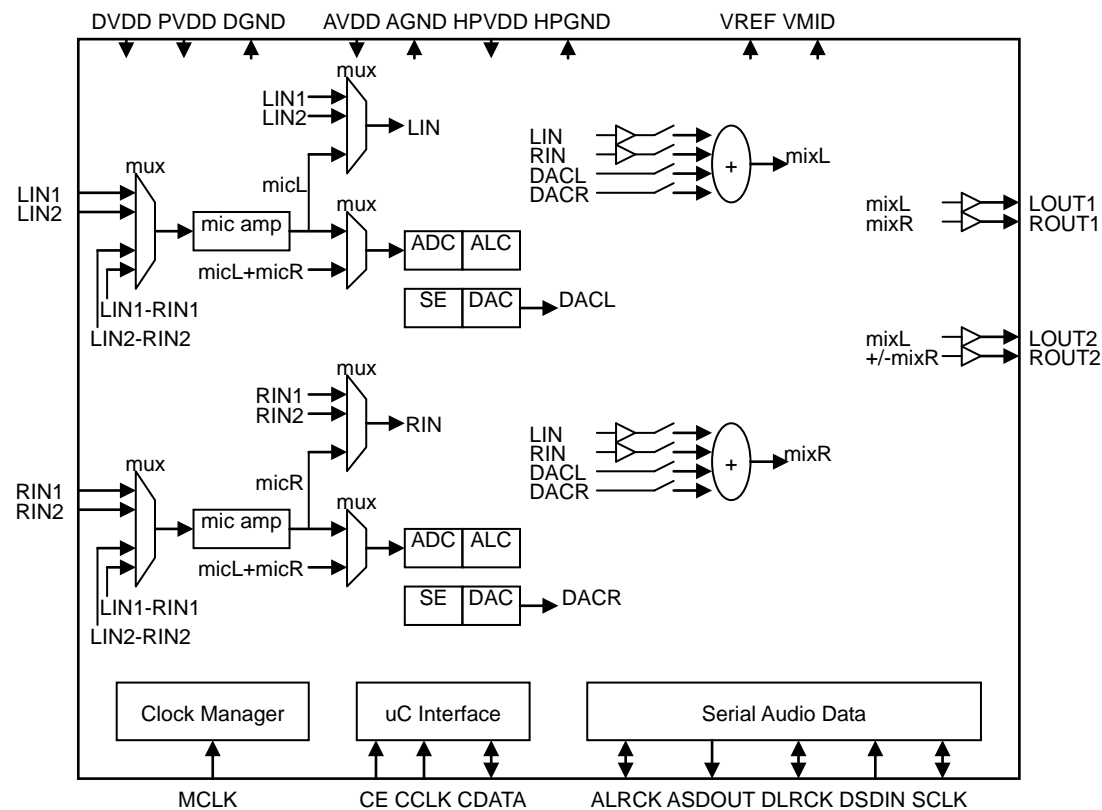 DVDD PVDD DGND AVDD AGND HPVDD HPGND VREF VMID
mux
LIN1
LIN2
LIN
micL
mux
LIN1
LIN2
mic amp
mux
micL+micR
ADC ALC
LIN1-RIN1
LIN2-RIN2
SE DAC
DACL
LIN
RIN
DACL
DACR
+
mixL
mixL
mixR
LOUT1
ROUT1
mixL
+/-mixR
LOUT2
ROUT2
mux
RIN1
RIN2
RIN
micR
mux
RIN1
RIN2
mic amp
mux
micL+micR
ADC ALC
LIN1-RIN1
LIN2-RIN2
SE DAC
DACR
LIN
RIN
DACL
DACR
+
mixR
Clock Manager
uC Interface
Serial Audio Data
MCLK CE CCLK CDATA ALRCK ASDOUT DLRCK DSDIN SCLK